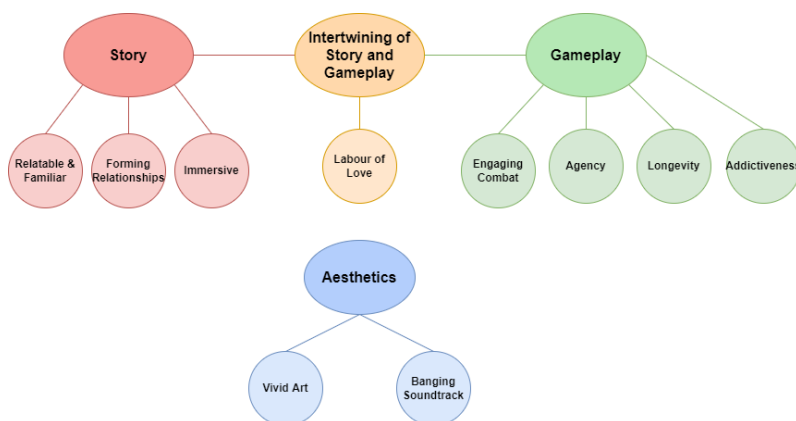 Story
Intertwining of
Story and
Gameplay
Gameplay
Relatable &
Familiar
Forming
Relationships
Immersive
Labour of
Love
Engaging
Combat
Agency
Longevity
Addictiveness
Aesthetics
Vivid Art
Banging
Soundtrack